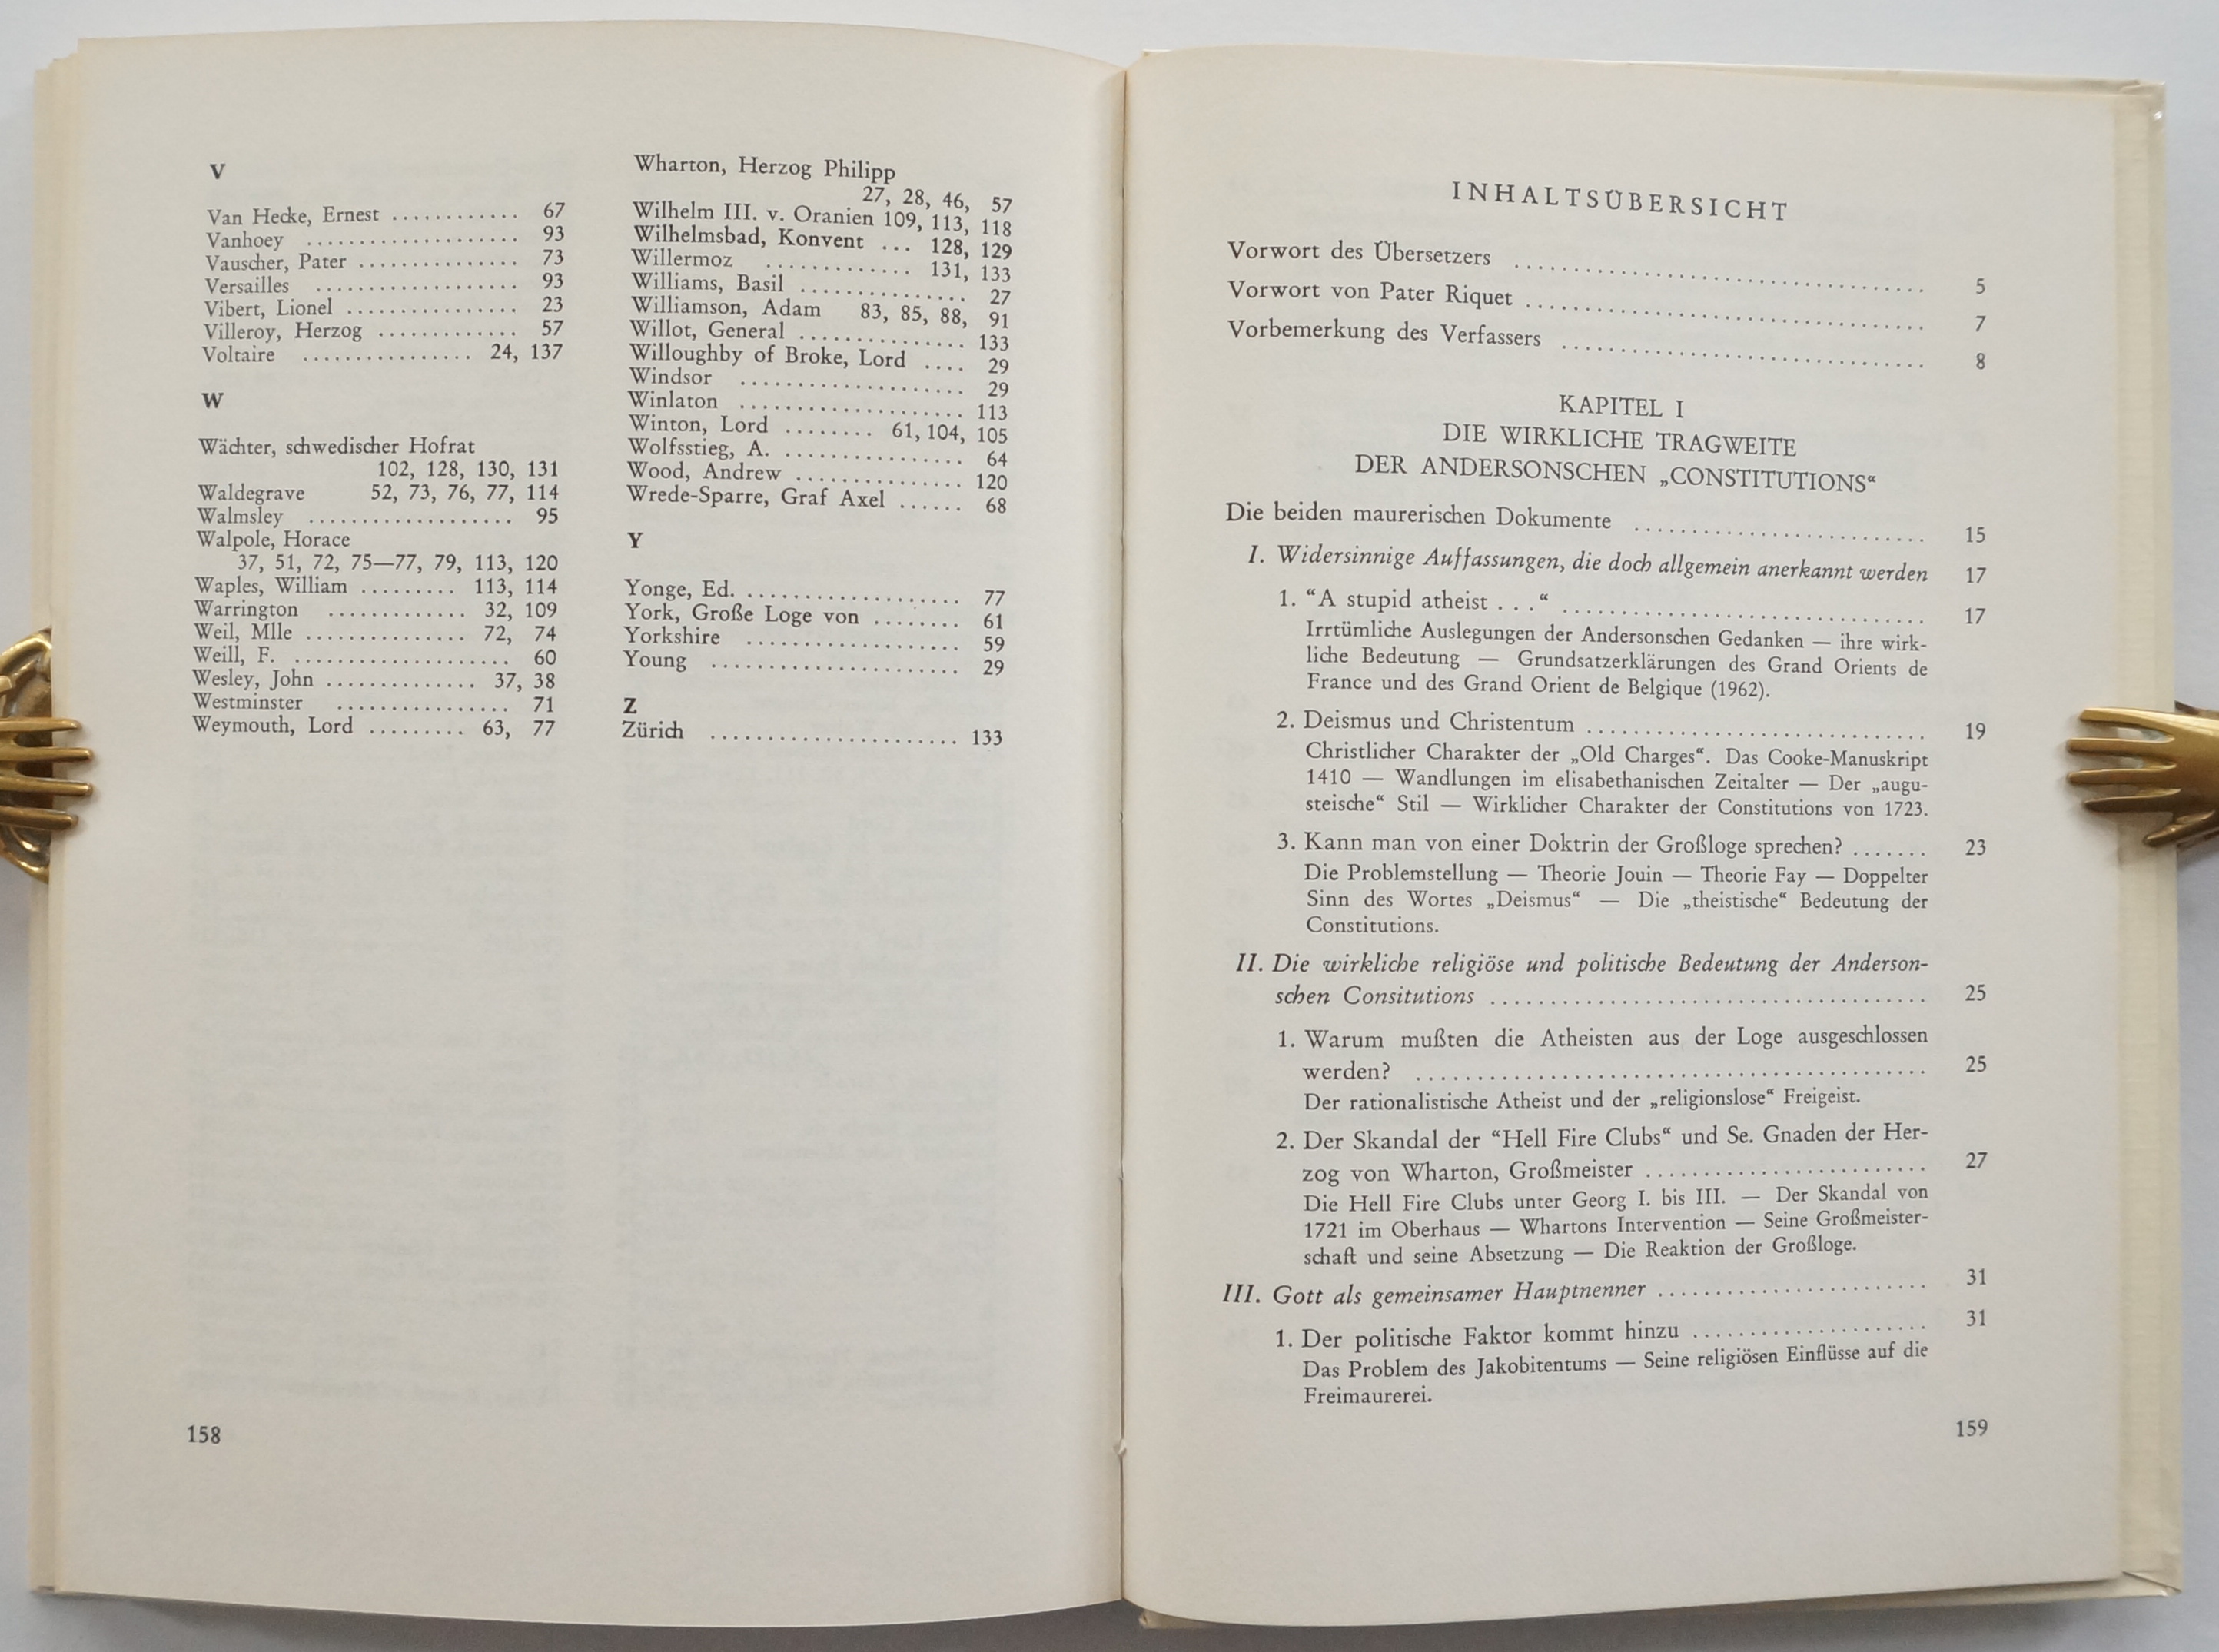 V
Van Hecke, Ernest ............ 67
Vanhoey .................... 93
Vauscher, Pater ............... 73
Versailles ................... 93
Vibert, Lionel ................ 23
Villeroy, Herzog ............. 57
Voltaire ................ 24, 137
W
Wächter, schwedischer Hofrat
102, 128, 130, 131
Waldegrave 52, 73, 76, 77, 114
Walmsley ................... 95
Walpole, Horace
37, 51, 72, 75—77, 79, 113, 120
Waples, William ......... 113, 114
Warrington ............. 32, 109
Weil, Mlle ............... 72, 74
Weill, F. ..................... 60
Wesley, John .............. 37, 38
Westminster ................ 71
Weymouth, Lord ......... 63, 77
Wharton, Herzog Philipp
27, 28, 46, 57
Wilhelm III. v. Oranien 109, 113, 118
Wilhelmsbad, Konvent ... 128, 129
Willermoz ............. 131, 133
Williams, Basil ............... 27
Williamson, Adam 83, 85, 88, 91
Willot, General ............... 133
Willoughby of Broke, Lord .... 29
Windsor ..................... 29
Winlaton ..................... 113
Winton, Lord ........ 61, 104, 105
Wolfsstieg, A. ................ 64
Wood, Andrew ............... 120
Wrede-Sparre, Graf Axel ...... 68
Y
Yonge, Ed. .................... 77
York, Große Loge von ........ 61
Yorkshire .................... 59
Young ....................... 29
Z
Zürich ....................... 133
158
INHALTSÜBERSICHT
Vorwort des Übersetzers ........................................ 5
Vorwort von Pater Riquet ....................................... 7
Vorbemerkung des Verfassers ................................... 8
KAPITEL I
DIE WIRKLICHE TRAGWEITE
DER ANDERSONSCHEN „CONSTITUTIONS“
Die beiden maurerischen Dokumente ........................... 15
I. Widersinnige Auffassungen, die doch allgemein anerkannt werden 17
1. “A stupid atheist . . .“ .................................. 17
Irrtümliche Auslegungen der Andersonschen Gedanken — ihre wirk-
liche Bedeutung — Grundsatzerklärungen des Grand Orients de
France und des Grand Orient de Belgique (1962).
2. Deismus und Christentum ................................ 19
Christlicher Charakter der „Old Charges“. Das Cooke-Manuskript
1410 — Wandlungen im elisabethanischen Zeitalter — Der „augu-
steische“ Stil — Wirklicher Charakter der Constitutions von 1723.
3. Kann man von einer Doktrin der Großloge sprechen? ....... 23
Die Problemstellung — Theorie Jouin — Theorie Fay — Doppelter
Sinn des Wortes „Deismus“ — Die „theistische“ Bedeutung der
Constitutions.
II. Die wirkliche religiöse und politische Bedeutung der Anderson-
schen Consitutions ......................................... 25
1. Warum mußten die Atheisten aus der Loge ausgeschlossen
werden? ................................................ 25
Der rationalistische Atheist und der „religionslose“ Freigeist.
2. Der Skandal der “Hell Fire Clubs“ und Se. Gnaden der Her-
zog von Wharton, Großmeister .......................... 27
Die Hell Fire Clubs unter Georg I. bis III. — Der Skandal von
1721 im Oberhaus — Whartons Intervention — Seine Großmeister-
schaft und seine Absetzung — Die Reaktion der Großloge.
III. Gott als gemeinsamer Hauptnenner ......................... 31
1. Der politische Faktor kommt hinzu ...................... 31
Das Problem des Jakobitentums — Seine religiösen Einflüsse auf die
Freimaurerei.
159